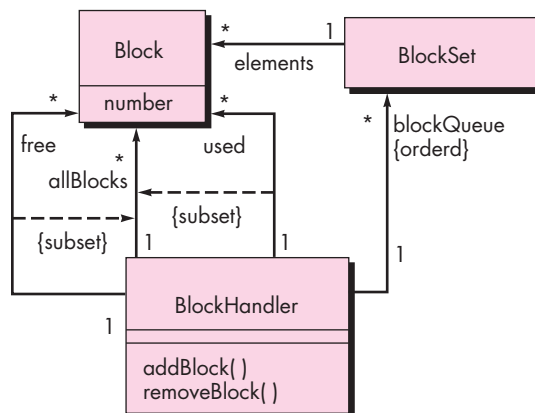 Block
number
*
1
elements
BlockSet
*
*
free
used
*
allBlocks
*
blockQueue
{orderd}
{subset}
{subset}
1
1
1
1
BlockHandler
addBlock( )
removeBlock( )